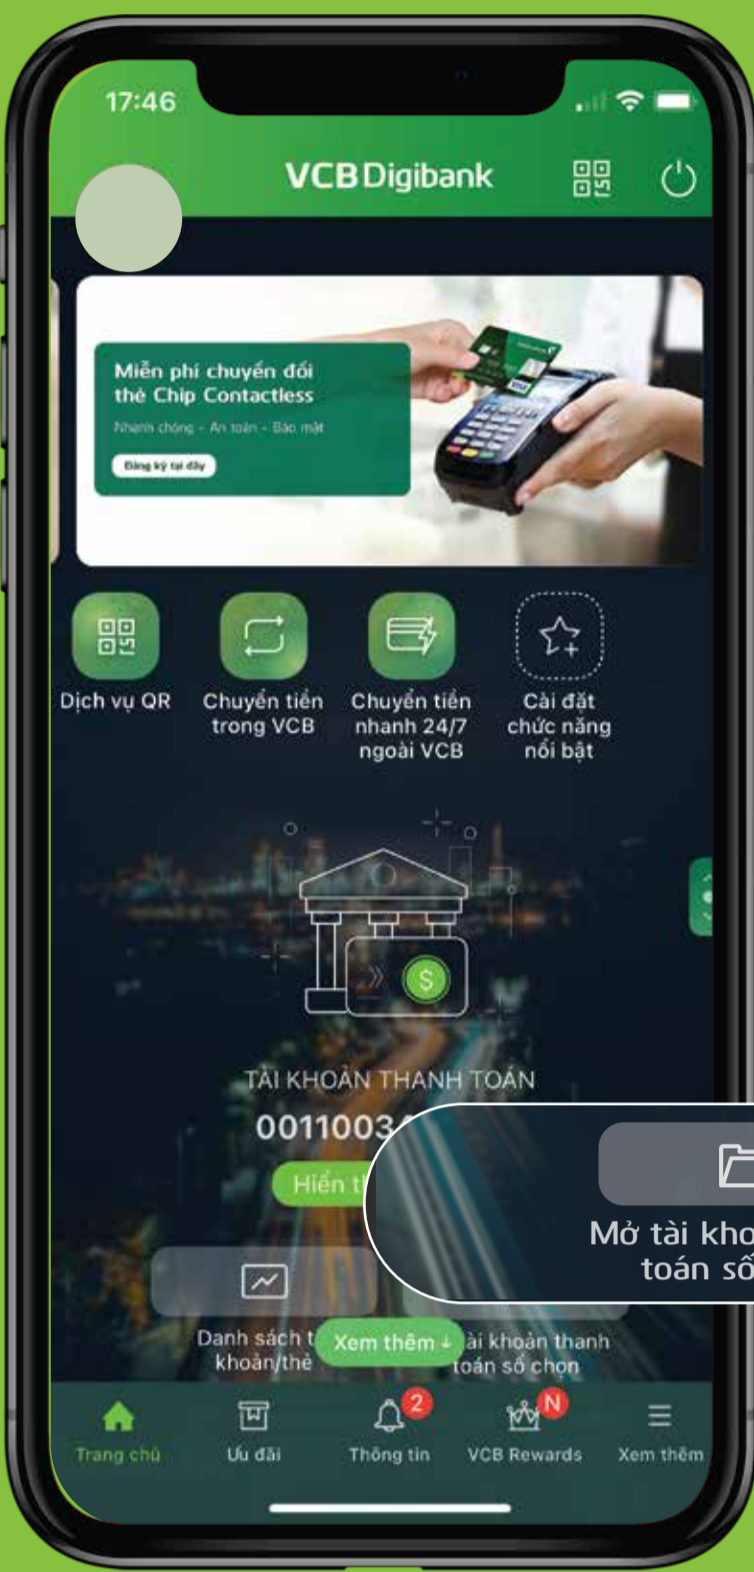 17:46
VCB Digibank
Miễn phí chuyển đổi
thẻ Chip Contactless
Nhanh chóng - An toàn - Bảo mật
Đăng ký tại đây
VISA
Dịch vụ QR
Chuyển tiền
trong VCB
Chuyển tiền
nhanh 24/7
ngoài VCB
Cài đặt
chức năng
nổi bật
TÀI KHOẢN THANH TOÁN
0011003
Hiển th
Mở tài kho
toán số
Danh sách t
khoản/thẻ
Xem thêm ↓
ài khoản thanh
toán số chọn
2
N
Trang chủ
Ưu đãi
Thông tin
VCB Rewards
Xem thêm